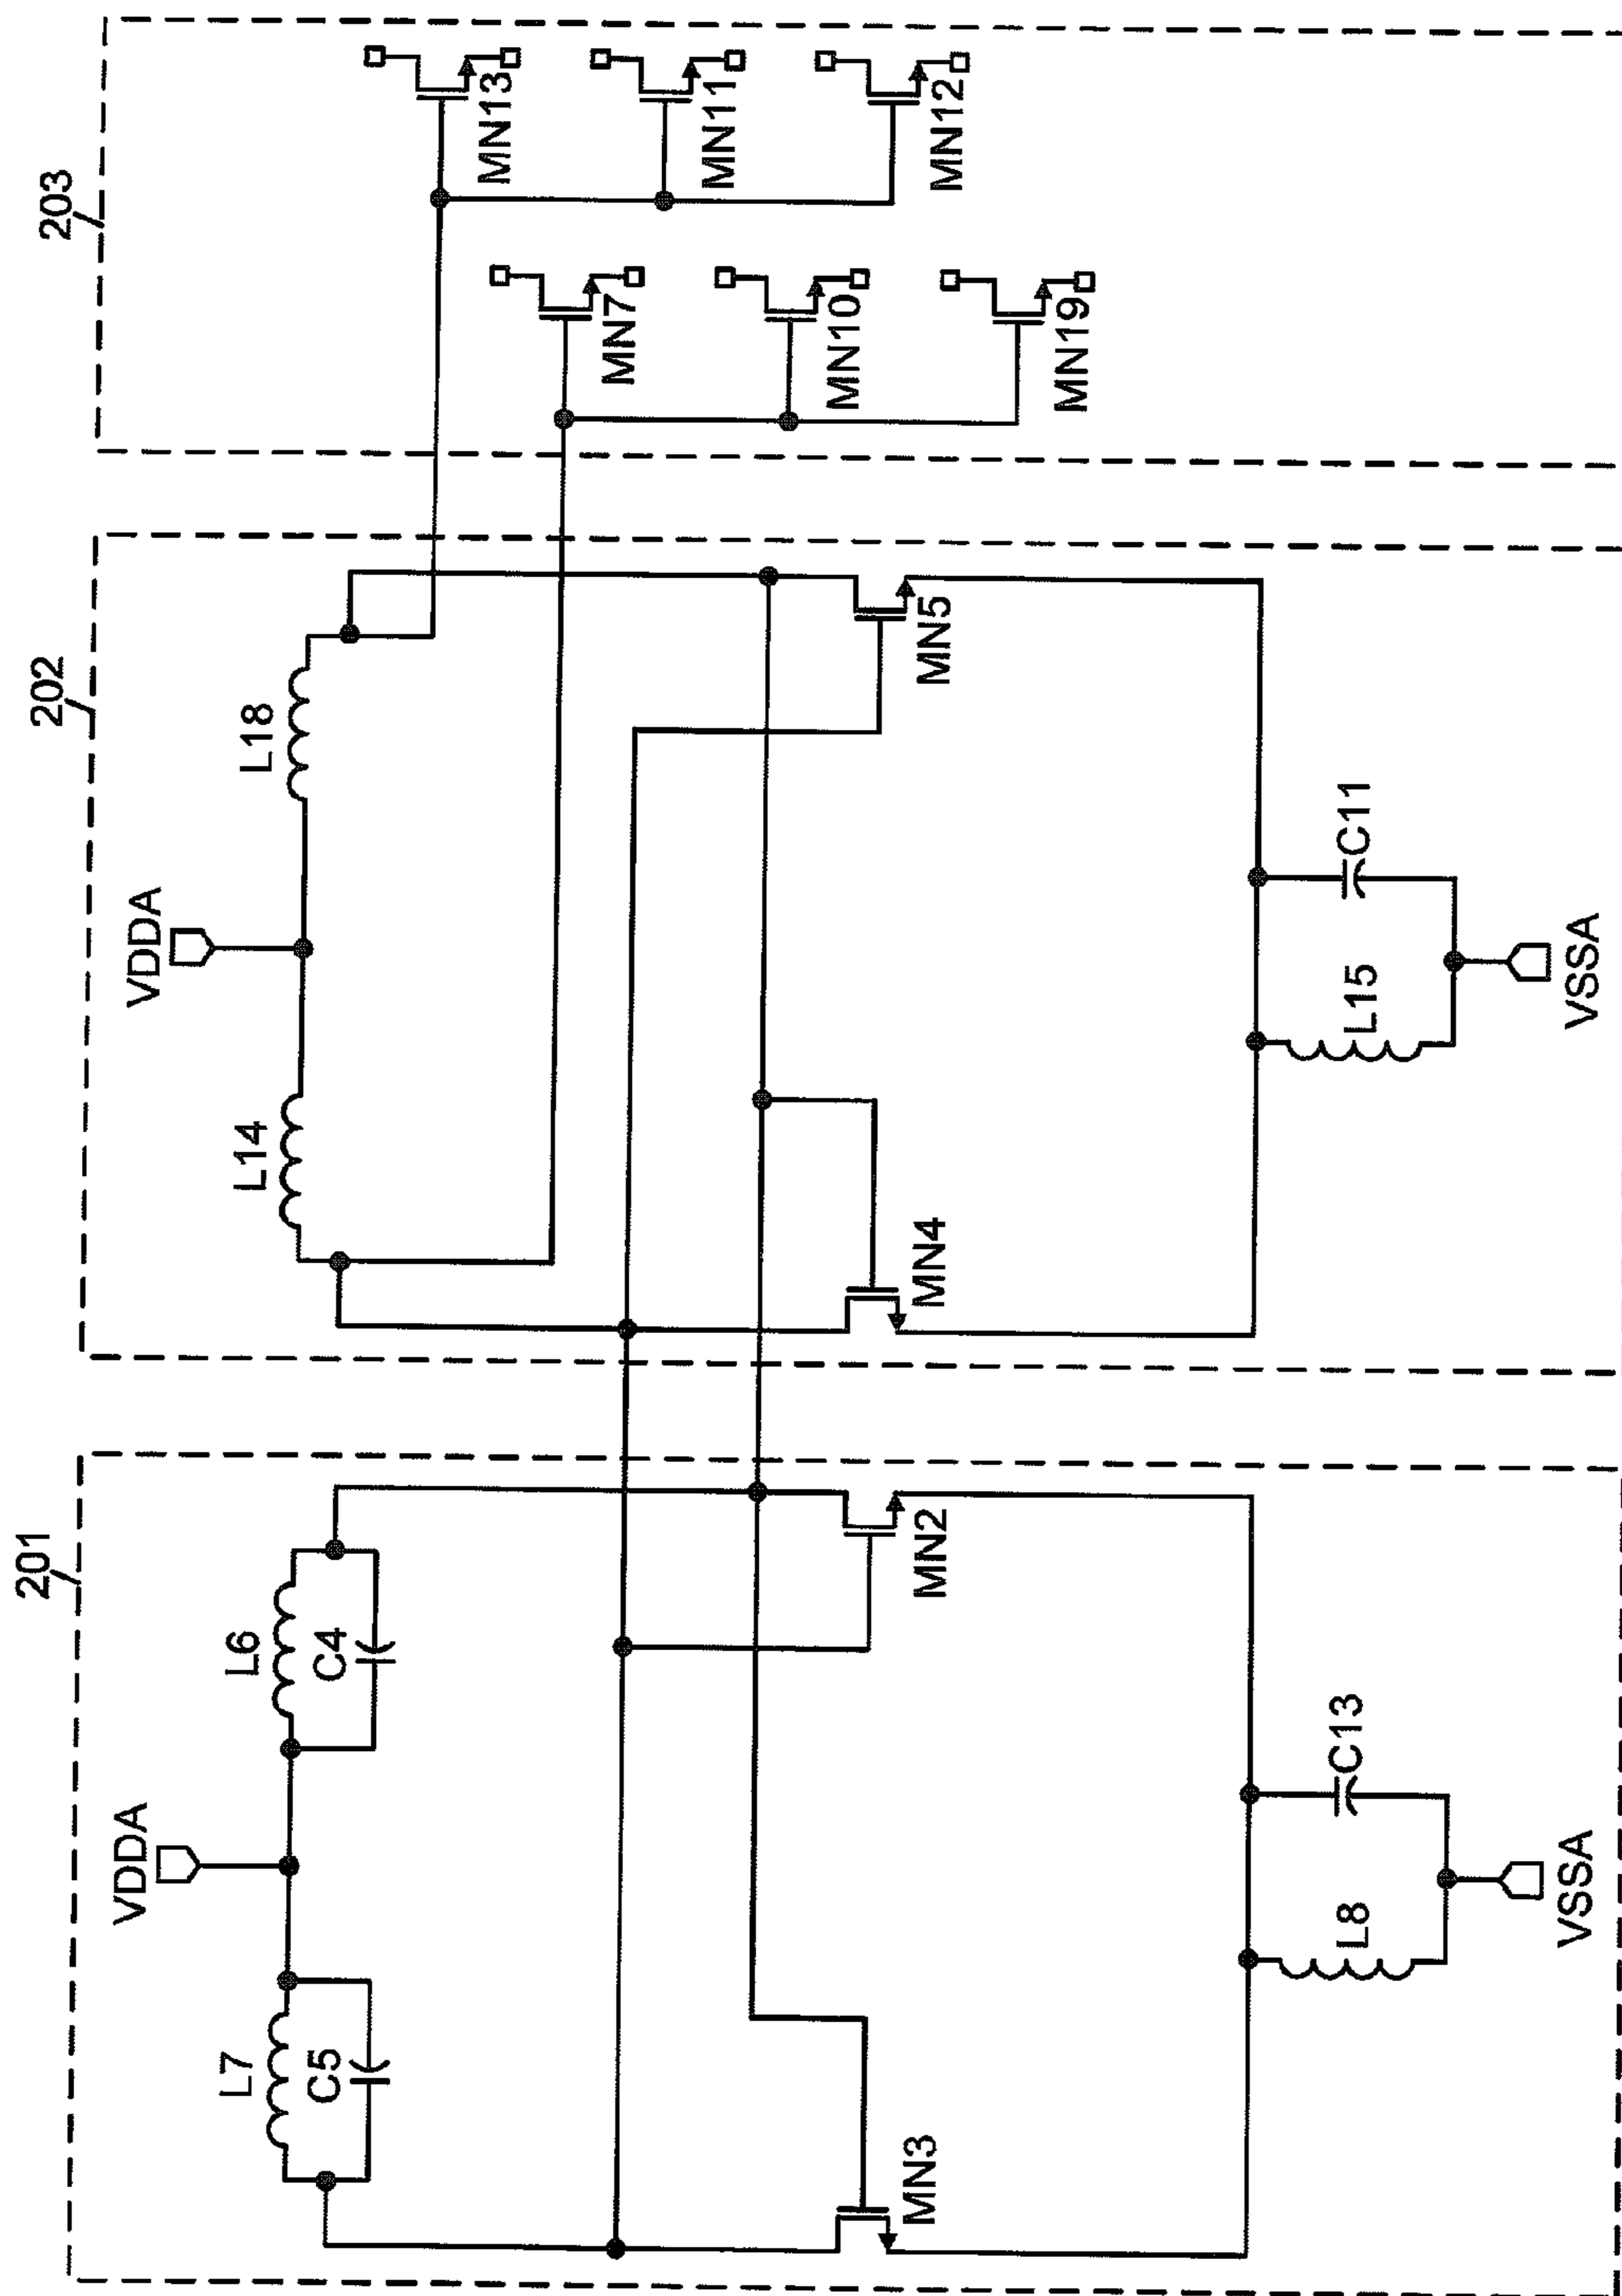 201
VDDA
L7
C5
L6
C4
MN3
MN2
L8
C13
VSSA
202
VDDA
L14
L18
MN4
MN5
L15
C11
VSSA
203
MN13
MN11
MN12
MN7
MN10
MN19